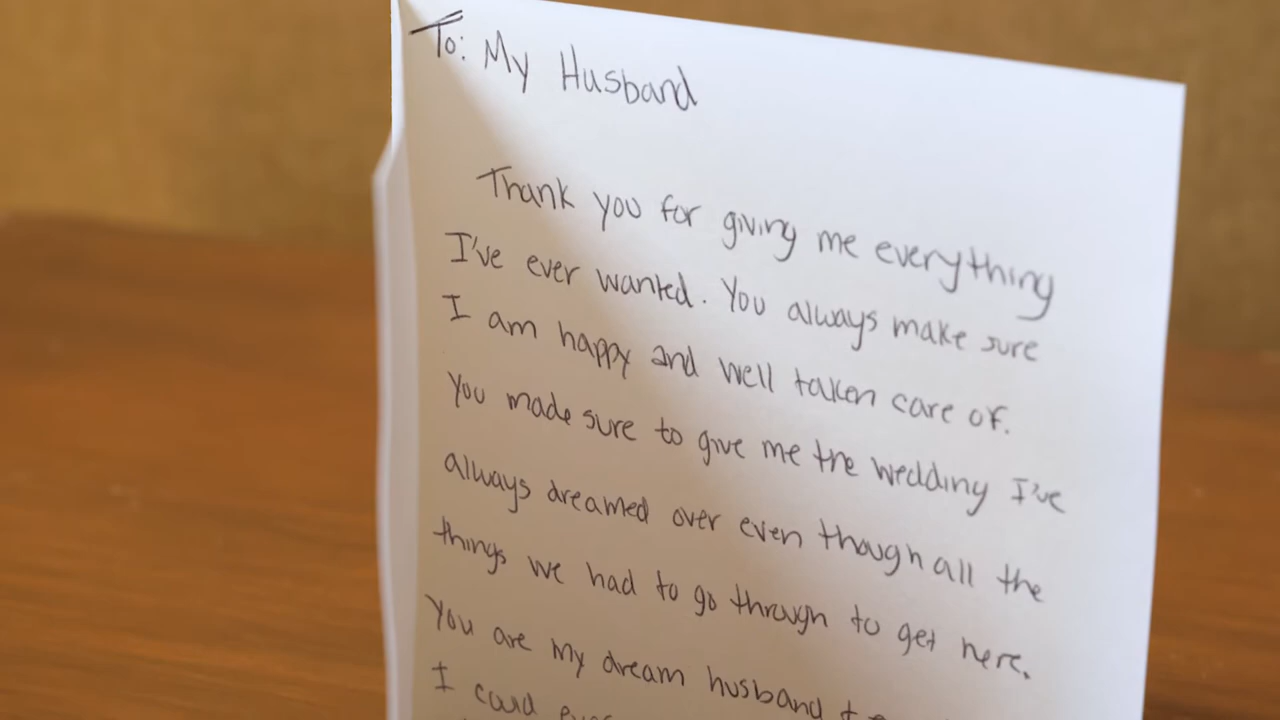 To: My Husband
Thank you for giving me everything
I've ever wanted. You always make sure
I am happy and well taken care of.
You made sure to give me the wedding I've
always dreamed over even though all the
things we had to go through to get here.
You are my dream husband
I could